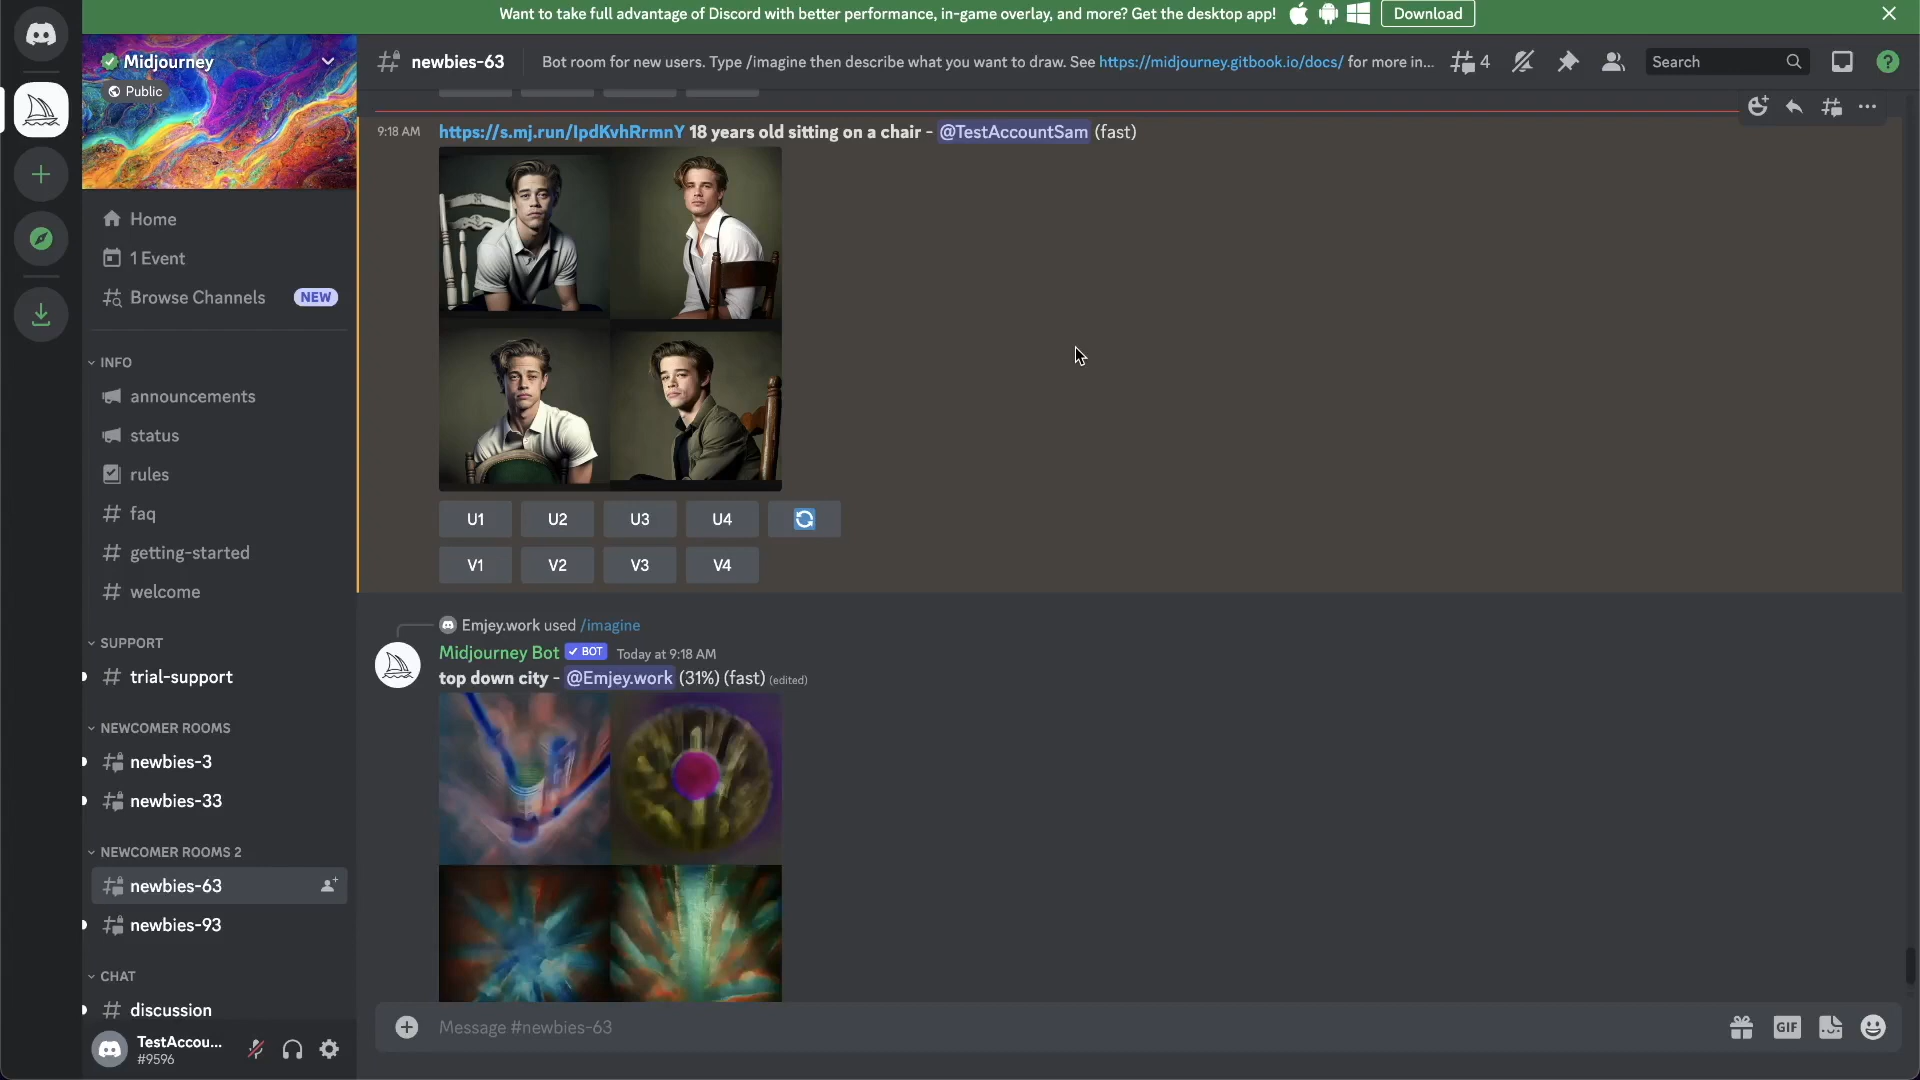 Want to take full advantage of Discord with better performance, in-game overlay, and more? Get the desktop app! Download
Midjourney
Public
Home
1 Event
Browse Channels NEW
INFO
announcements
status
rules
faq
getting-started
welcome
SUPPORT
trial-support
NEWCOMER ROOMS
newbies-3
newbies-33
NEWCOMER ROOMS 2
newbies-63
newbies-93
CHAT
discussion
TestAccou...
#9596
newbies-63 Bot room for new users. Type /imagine then describe what you want to draw. See https://midjourney.gitbook.io/docs/ for more in... 4 Search
9:18 AM https://s.mj.run/IpdKvhRrmnY 18 years old sitting on a chair - @TestAccountSam (fast)
U1 U2 U3 U4
V1 V2 V3 V4
Emjey.work used /imagine
Midjourney Bot BOT Today at 9:18 AM
top down city - @Emjey.work (31%) (fast) (edited)
Message #newbies-63 GIF